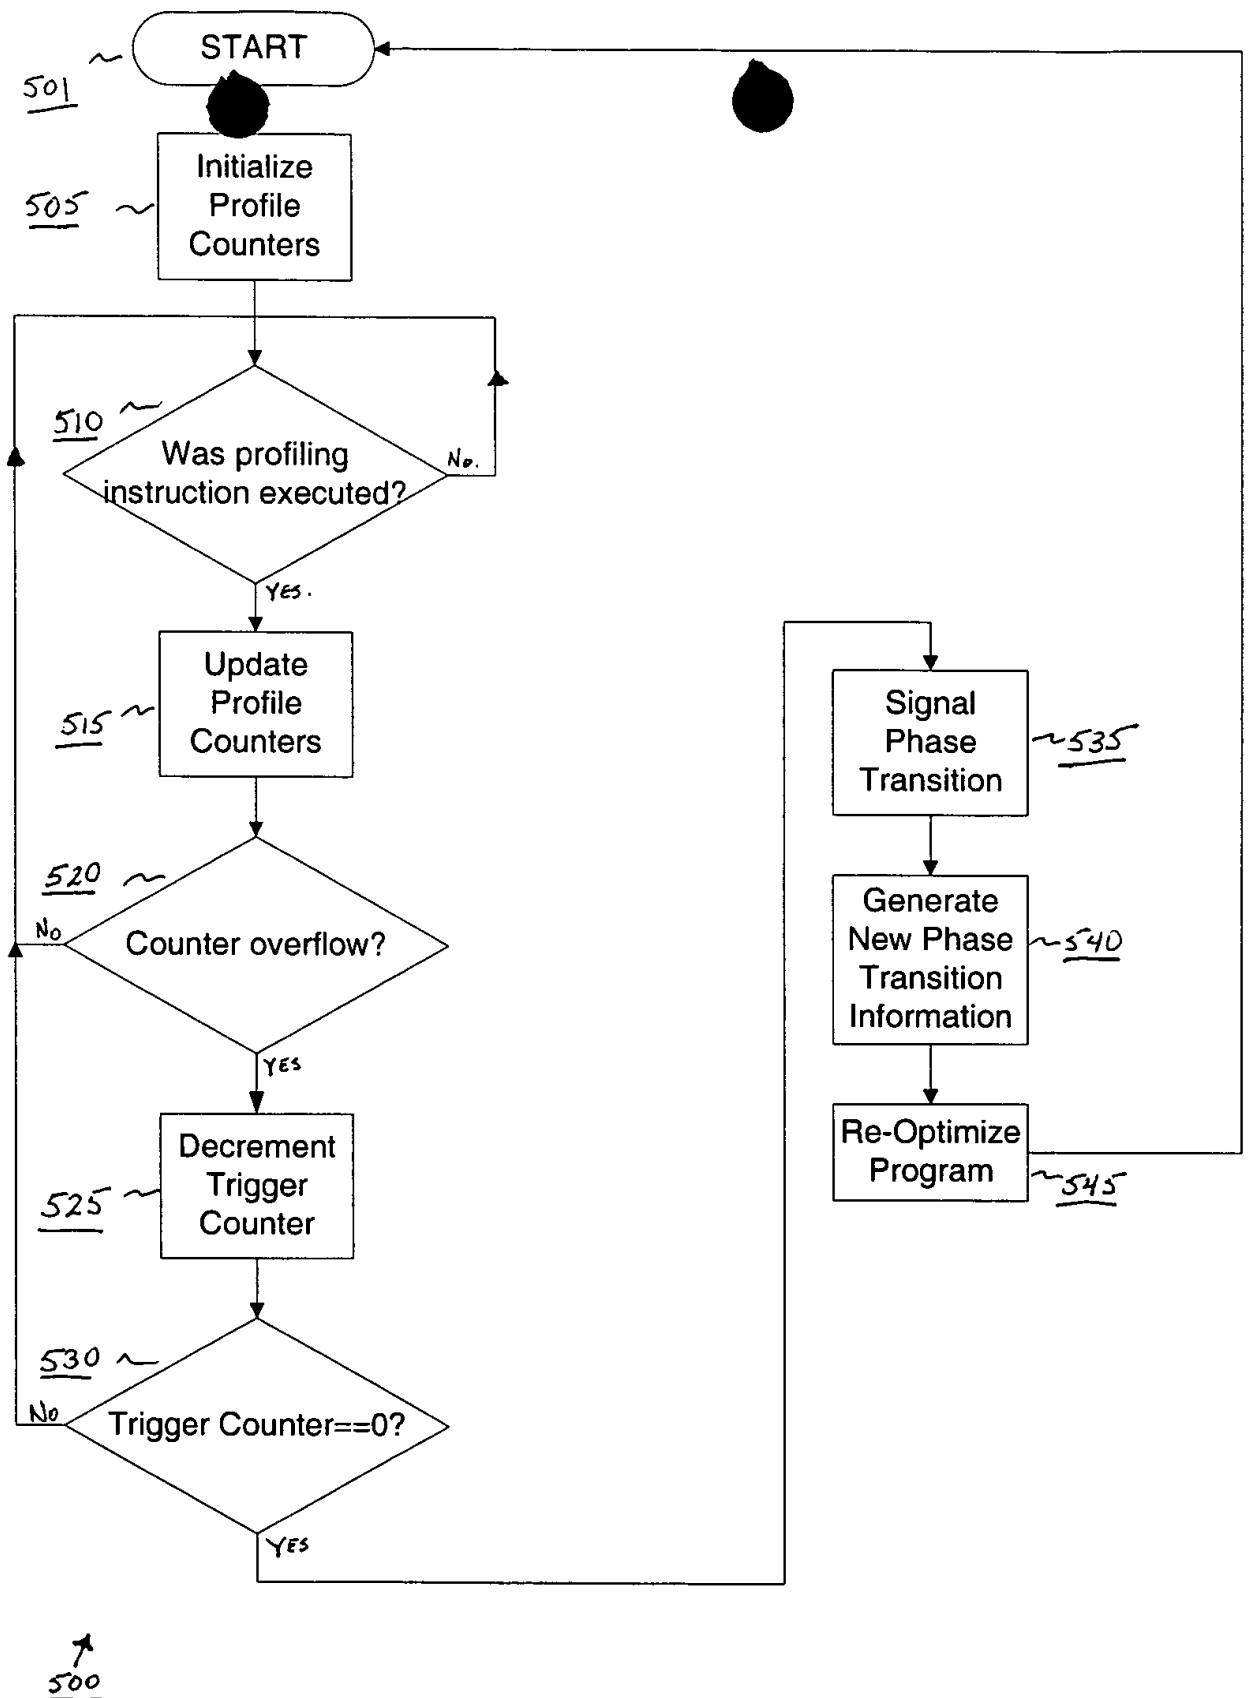 START
501
Initialize
Profile
Counters
505
510
Was profiling
instruction executed?
No.
YES.
Update
Profile
Counters
515
520
Counter overflow?
No
YES
Decrement
Trigger
Counter
525
530
Trigger Counter==0?
No
YES
Signal
Phase
Transition
535
Generate
New Phase
Transition
Information
540
Re-Optimize
Program
545
500